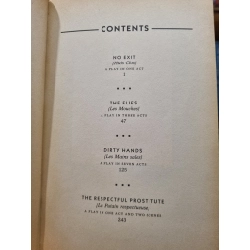 CONTENTS
NO EXIT
(Huis Clos)
A PLAY IN ONE ACT
1
THE FLIES
(Les Mouches)
A PLAY IN THREE ACTS
47
DIRTY HANDS
(Les Mains sales)
A PLAY IN SEVEN ACTS
125
THE RESPECTFUL PROSTITUTE
(La Putain respectueuse)
A PLAY IN ONE ACT AND TWO SCENES
243